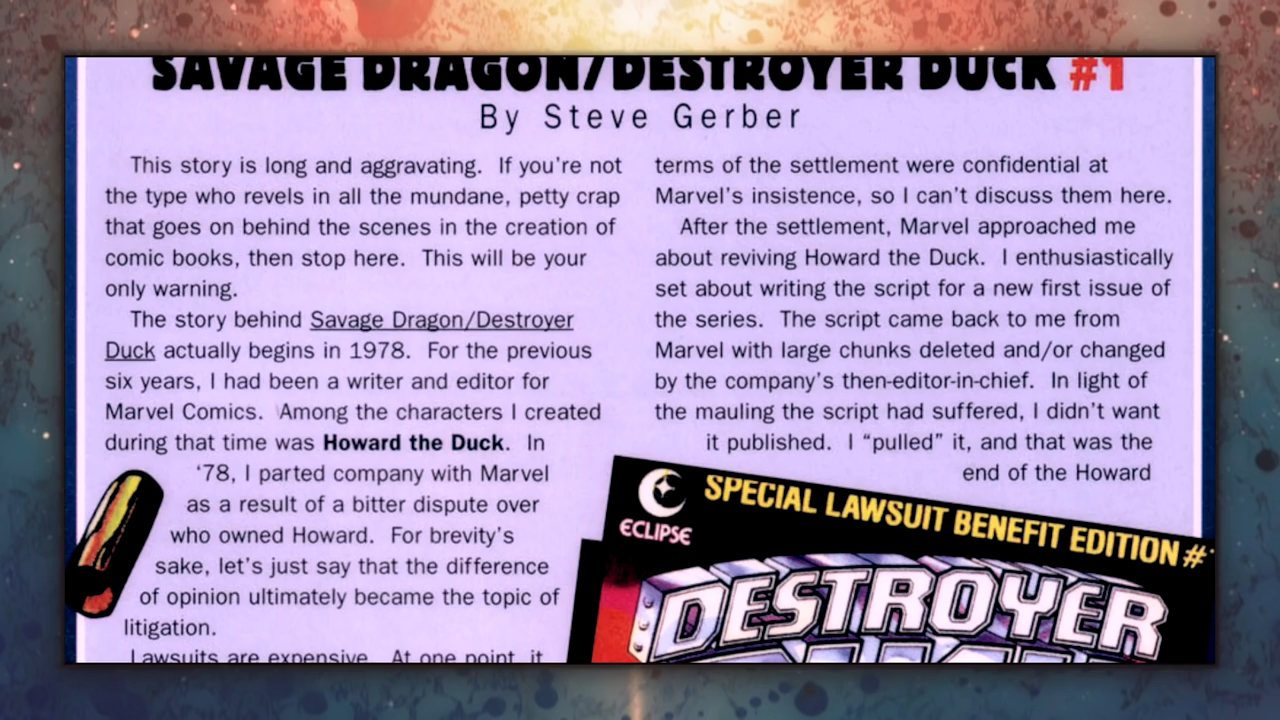 SAVAGE DRAGON/DESTROYER DUCK #1
By Steve Gerber
This story is long and aggravating. If you're not
the type who revels in all the mundane, petty crap
that goes on behind the scenes in the creation of
comic books, then stop here. This will be your
only warning.
The story behind Savage Dragon/Destroyer
Duck actually begins in 1978. For the previous
six years, I had been a writer and editor for
Marvel Comics. Among the characters I created
during that time was Howard the Duck. In
'78, I parted company with Marvel
as a result of a bitter dispute over
who owned Howard. For brevity's
sake, let's just say that the difference
of opinion ultimately became the topic of
litigation.
Lawsuits are expensive. At one point, it
terms of the settlement were confidential at
Marvel's insistence, so I can't discuss them here.
After the settlement, Marvel approached me
about reviving Howard the Duck. I enthusiastically
set about writing the script for a new first issue of
the series. The script came back to me from
Marvel with large chunks deleted and/or changed
by the company's then-editor-in-chief. In light of
the mauling the script had suffered, I didn't want
it published. I “pulled” it, and that was the
end of the Howard
ECLIPSE
SPECIAL LAWSUIT BENEFIT EDITION #
DESTROYER